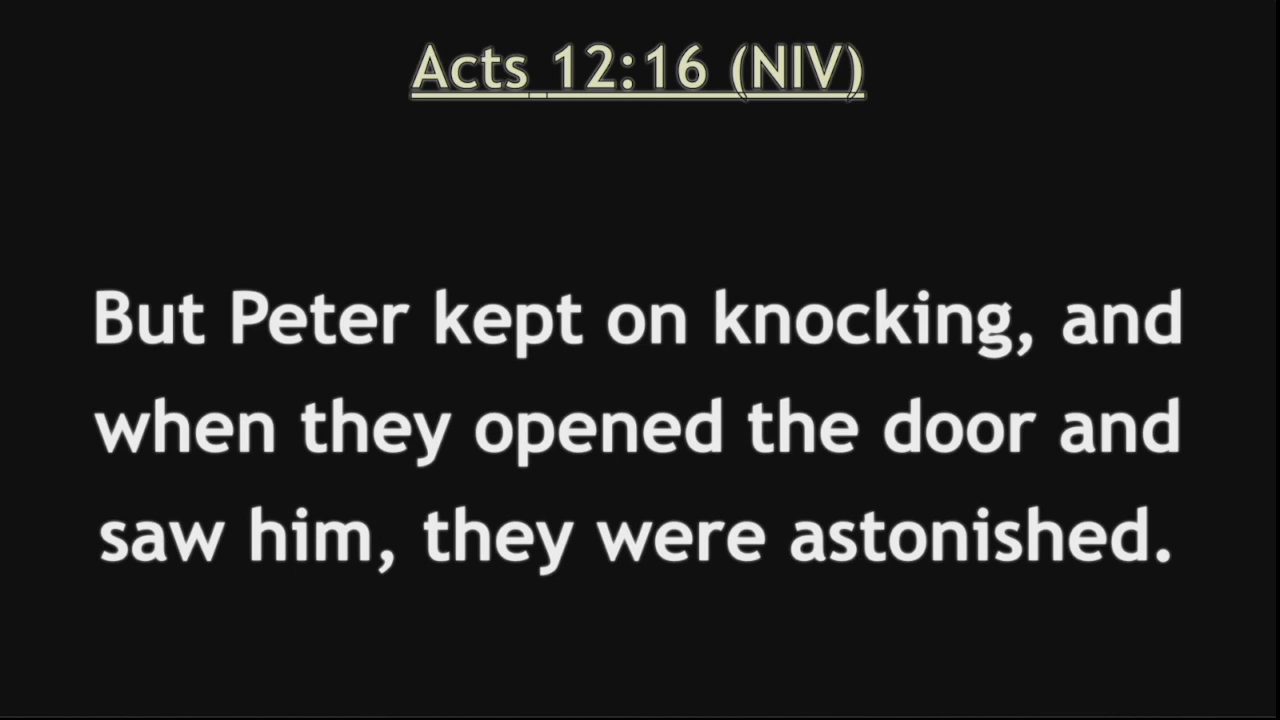 Acts 12:16 (NIV)
But Peter kept on knocking, and
when they opened the door and
saw him, they were astonished.